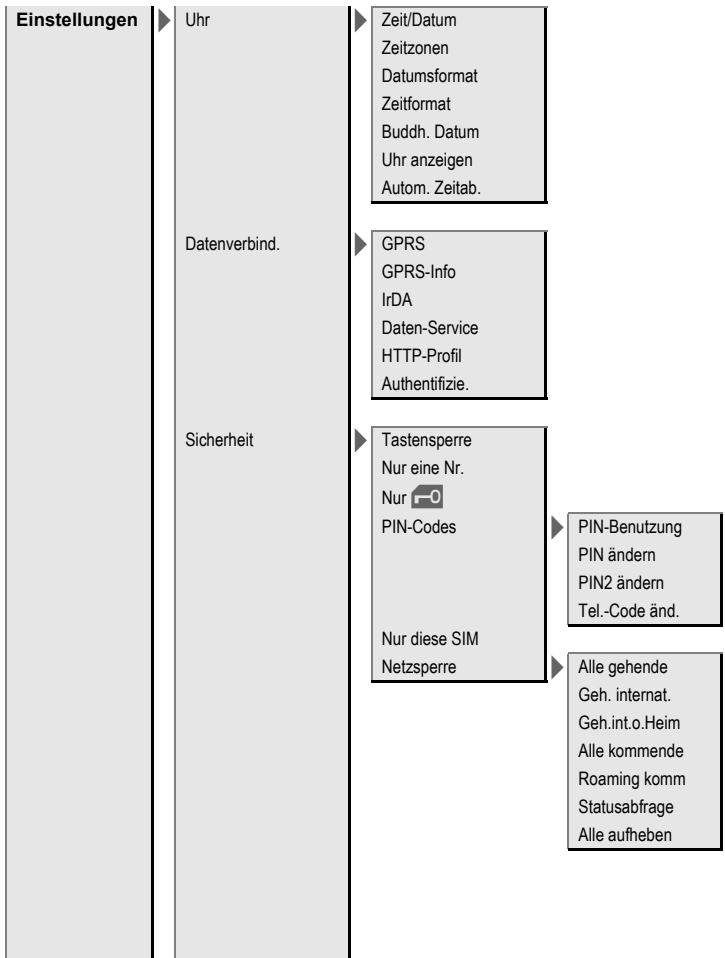 Einstellungen
Uhr
Zeit/Datum
Zeitzonen
Datumsformat
Zeitformat
Buddh. Datum
Uhr anzeigen
Autom. Zeitab.
Datenverbind.
GPRS
GPRS-Info
IrDA
Daten-Service
HTTP-Profil
Authentifizie.
Sicherheit
Tastensperre
Nur eine Nr.
Nur
PIN-Codes
PIN-Benutzung
PIN ändern
PIN2 ändern
Tel.-Code änd.
Nur diese SIM
Netzsperre
Alle gehende
Geh. internat.
Geh.int.o.Heim
Alle kommende
Roaming komm
Statusabfrage
Alle aufheben